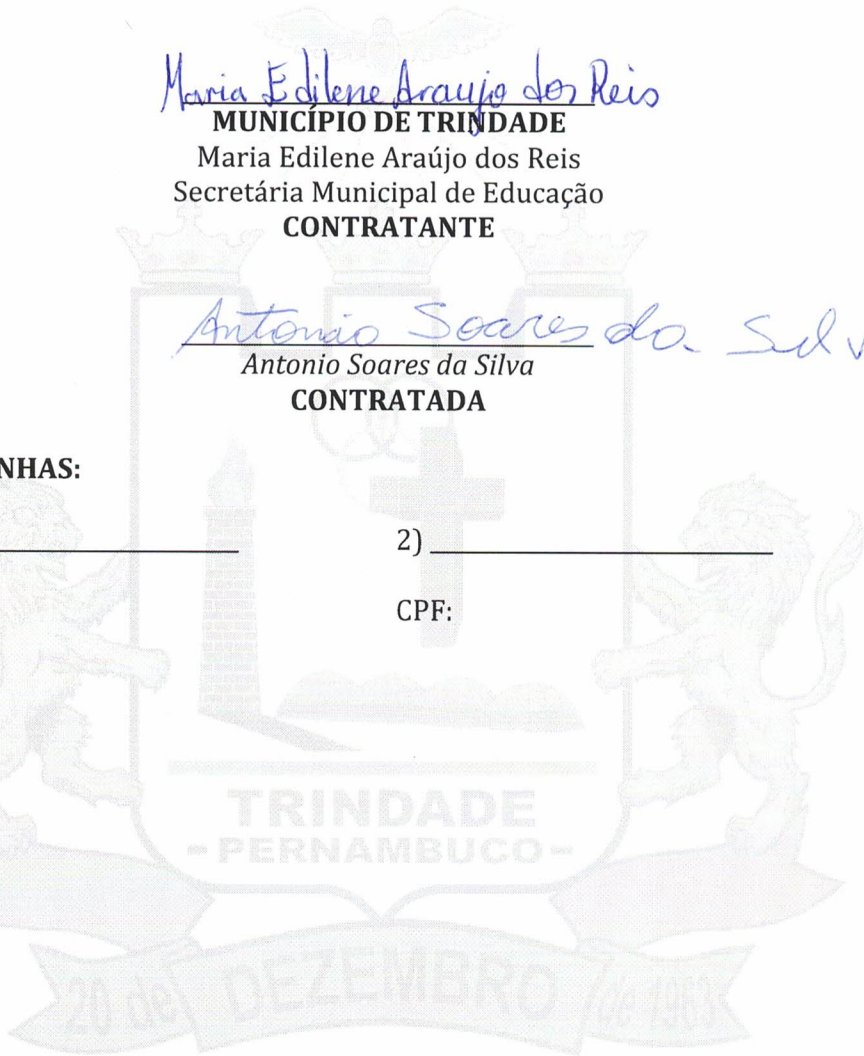 Maria Edilene Araujo dos Reis
MUNICÍPIO DE TRINDADE
Maria Edilene Araújo dos Reis
Secretária Municipal de Educação
CONTRATANTE
Antonio Soares da Silv
Antonio Soares da Silva
CONTRATADA
NHAS:
2)
CPF:
TRINDADE
- PERNAMBUCO -
20 de DEZEMBRO de 1963